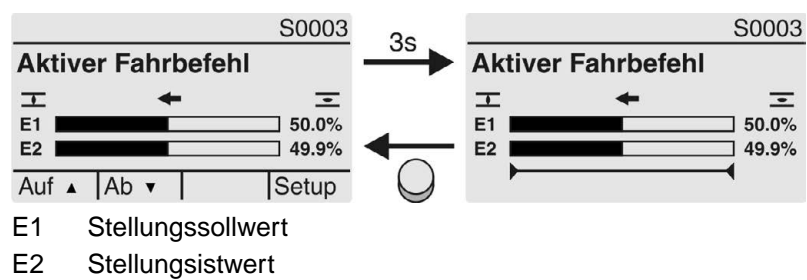 S0003
Aktiver Fahrbefehl
E1 50.0%
E2 49.9%
Auf ▲ Ab ▼ Setup
3s
S0003
Aktiver Fahrbefehl
E1 50.0%
E2 49.9%
E1 Stellungssollwert
E2 Stellungsistwert